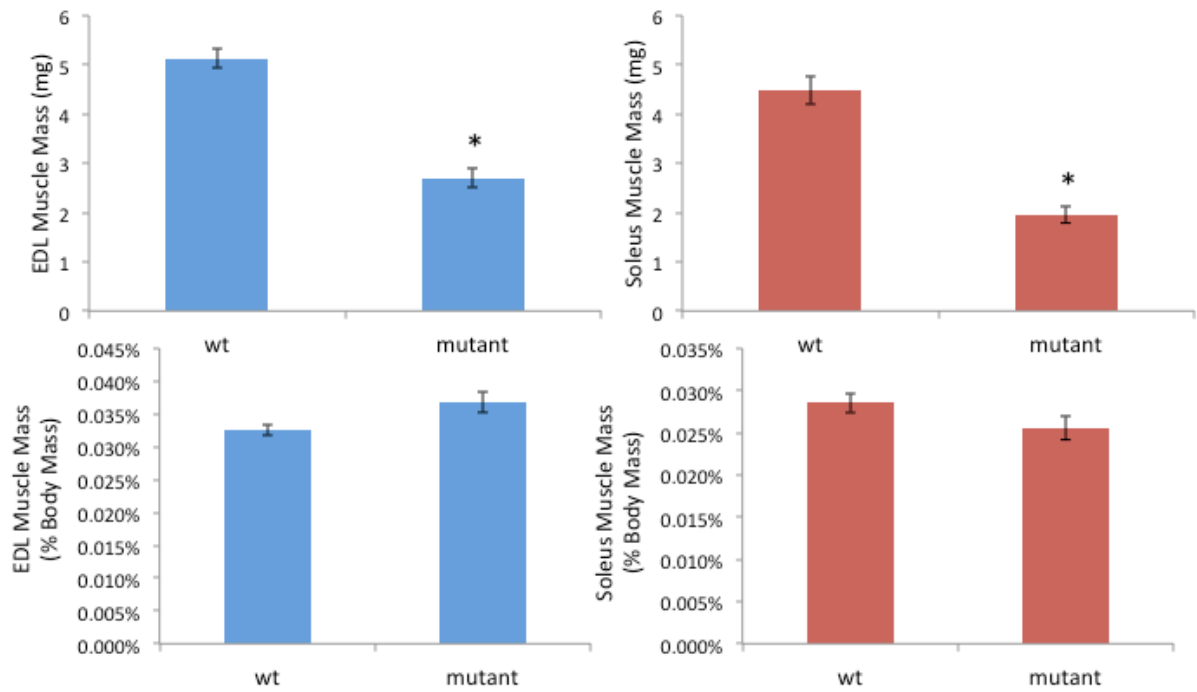 EDL Muscle Mass (mg)
6
5
4
3
2
1
0
*
wt
mutant
Soleus Muscle Mass (mg)
6
5
4
3
2
1
0
*
wt
mutant
EDL Muscle Mass
(% Body Mass)
0.045%
0.040%
0.035%
0.030%
0.025%
0.020%
0.015%
0.010%
0.005%
0.000%
wt
mutant
Soleus Muscle Mass
(% Body Mass)
0.035%
0.030%
0.025%
0.020%
0.015%
0.010%
0.005%
0.000%
wt
mutant